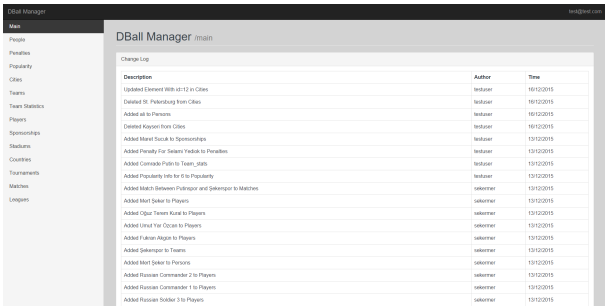 DBall Manager
test@test.com
Main
People
Penalties
Popularity
Cities
Teams
Team Statistics
Players
Sponsorships
Stadiums
Countries
Tournaments
Matches
Leagues
DBall Manager /main
Change Log
Description Author Time
Updated Element With id=12 in Cities testuser 16/12/2015
Deleted St. Petersburg from Cities testuser 16/12/2015
Added ali to Persons testuser 16/12/2015
Deleted Kayseri from Cities testuser 16/12/2015
Added Maret Sucuk to Sponsorships testuser 13/12/2015
Added Penalty For Selami Yediok to Penalties testuser 13/12/2015
Added Comrade Putin to Team_stats testuser 13/12/2015
Added Popularity Info for 6 to Popularity testuser 13/12/2015
Added Match Between Putinspor and Şekerspor to Matches sekermer 13/12/2015
Added Mert Şeker to Players sekermer 13/12/2015
Added Oğuz Tanem Kural to Players sekermer 13/12/2015
Added Umut Yar Özcan to Players sekermer 13/12/2015
Added Fukran Akgün to Players sekermer 13/12/2015
Added Şekerspor to Teams sekermer 13/12/2015
Added Mert Şeker to Persons sekermer 13/12/2015
Added Russian Commander 2 to Players sekermer 13/12/2015
Added Russian Commander 1 to Players sekermer 13/12/2015
Added Russian Soldier 3 to Players sekermer 13/12/2015